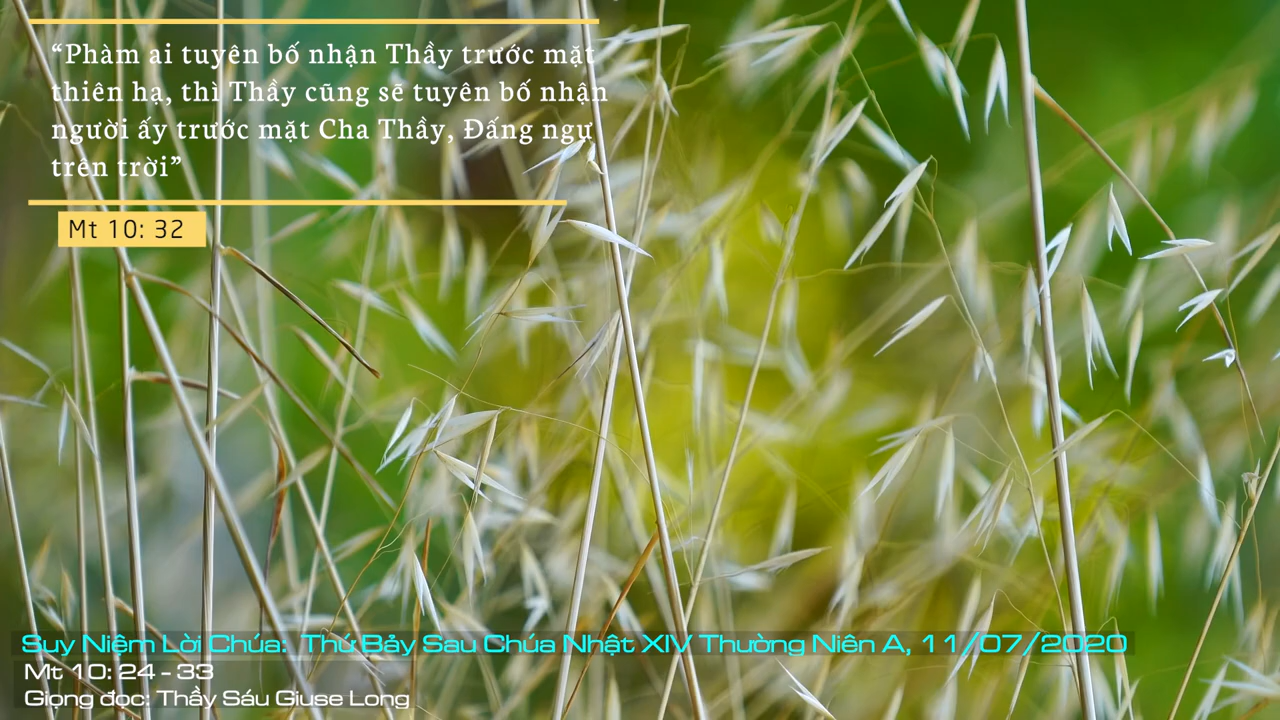 “Phàm ai tuyên bố nhận Thầy trước mặt
thiên hạ, thì Thầy cũng sẽ tuyên bố nhận
người ấy trước mặt Cha Thầy, Đấng ngự
trên trời”
Mt 10: 32
Suy Niệm Lời Chúa: Thứ Bảy Sau Chúa Nhật XIV Thường Niên A, 11/07/2020
Mt 10: 24 - 33
Giọng đọc: Thầy Sáu Giuse Long